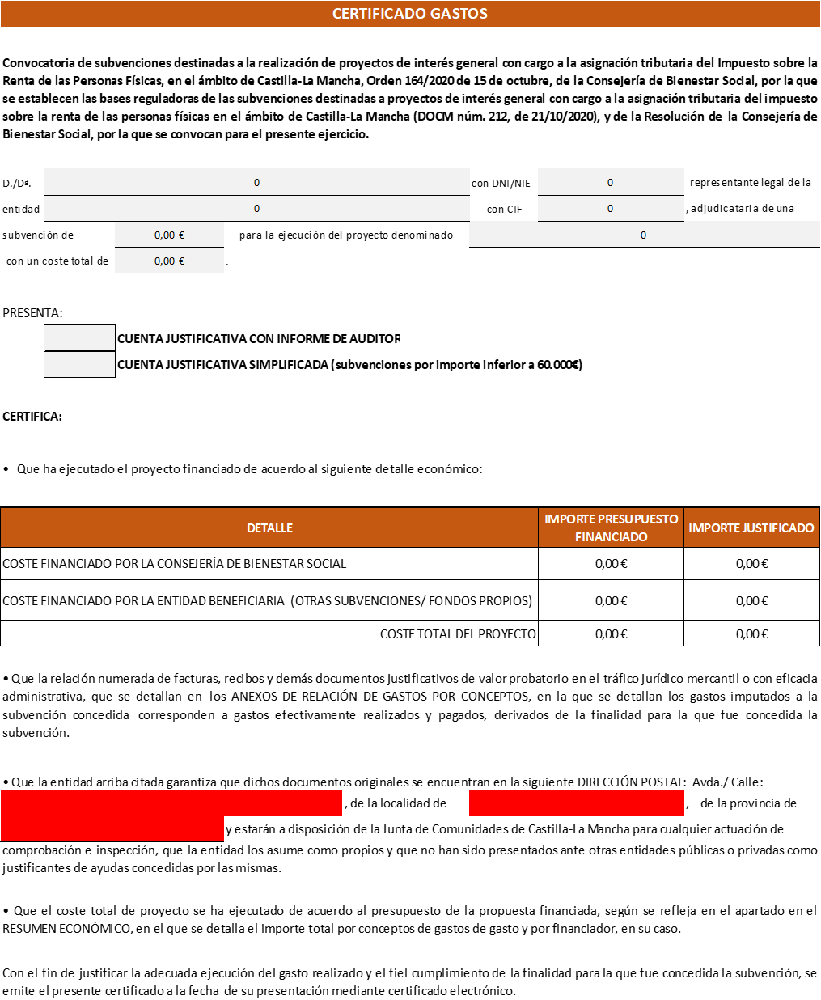 CERTIFICADO GASTOS
Convocatoria de subvenciones destinadas a la realización de proyectos de interés general con cargo a la asignación tributaria del Impuesto sobre la
Renta de las Personas Físicas, en el ámbito de Castilla-La Mancha, Orden 164/2020 de 15 de octubre, de la Consejería de Bienestar Social, por la que
se establecen las bases reguladoras de las subvenciones destinadas a proyectos de interés general con cargo a la asignación tributaria del impuesto
sobre la renta de las personas físicas en el ámbito de Castilla-La Mancha (DOCM núm. 212, de 21/10/2020), y de la Resolución de la Consejería de
Bienestar Social, por la que se convocan para el presente ejercicio.
D./Dª. 0 con DNI/NIE 0 representante legal de la
entidad 0 con CIF 0 , adjudicataria de una
subvención de 0,00 € para la ejecución del proyecto denominado 0
con un coste total de 0,00 € .
PRESENTA:
CUENTA JUSTIFICATIVA CON INFORME DE AUDITOR
CUENTA JUSTIFICATIVA SIMPLIFICADA (subvenciones por importe inferior a 60.000€)
CERTIFICA:
• Que ha ejecutado el proyecto financiado de acuerdo al siguiente detalle económico:
DETALLE IMPORTE PRESUPUESTO FINANCIADO IMPORTE JUSTIFICADO
COSTE FINANCIADO POR LA CONSEJERÍA DE BIENESTAR SOCIAL 0,00 € 0,00 €
COSTE FINANCIADO POR LA ENTIDAD BENEFICIARIA (OTRAS SUBVENCIONES/ FONDOS PROPIOS) 0,00 € 0,00 €
COSTE TOTAL DEL PROYECTO 0,00 € 0,00 €
• Que la relación numerada de facturas, recibos y demás documentos justificativos de valor probatorio en el tráfico jurídico mercantil o con eficacia
administrativa, que se detallan en los ANEXOS DE RELACIÓN DE GASTOS POR CONCEPTOS, en la que se detallan los gastos imputados a la
subvención concedida corresponden a gastos efectivamente realizados y pagados, derivados de la finalidad para la que fue concedida la
subvención.
• Que la entidad arriba citada garantiza que dichos documentos originales se encuentran en la siguiente DIRECCIÓN POSTAL: Avda./ Calle:
, de la localidad de , de la provincia de
y estarán a disposición de la Junta de Comunidades de Castilla-La Mancha para cualquier actuación de
comprobación e inspección, que la entidad los asume como propios y que no han sido presentados ante otras entidades públicas o privadas como
justificantes de ayudas concedidas por las mismas.
• Que el coste total de proyecto se ha ejecutado de acuerdo al presupuesto de la propuesta financiada, según se refleja en el apartado en el
RESUMEN ECONÓMICO, en el que se detalla el importe total por conceptos de gastos de gasto y por financiador, en su caso.
Con el fin de justificar la adecuada ejecución del gasto realizado y el fiel cumplimiento de la finalidad para la que fue concedida la subvención, se
emite el presente certificado a la fecha de su presentación mediante certificado electrónico.